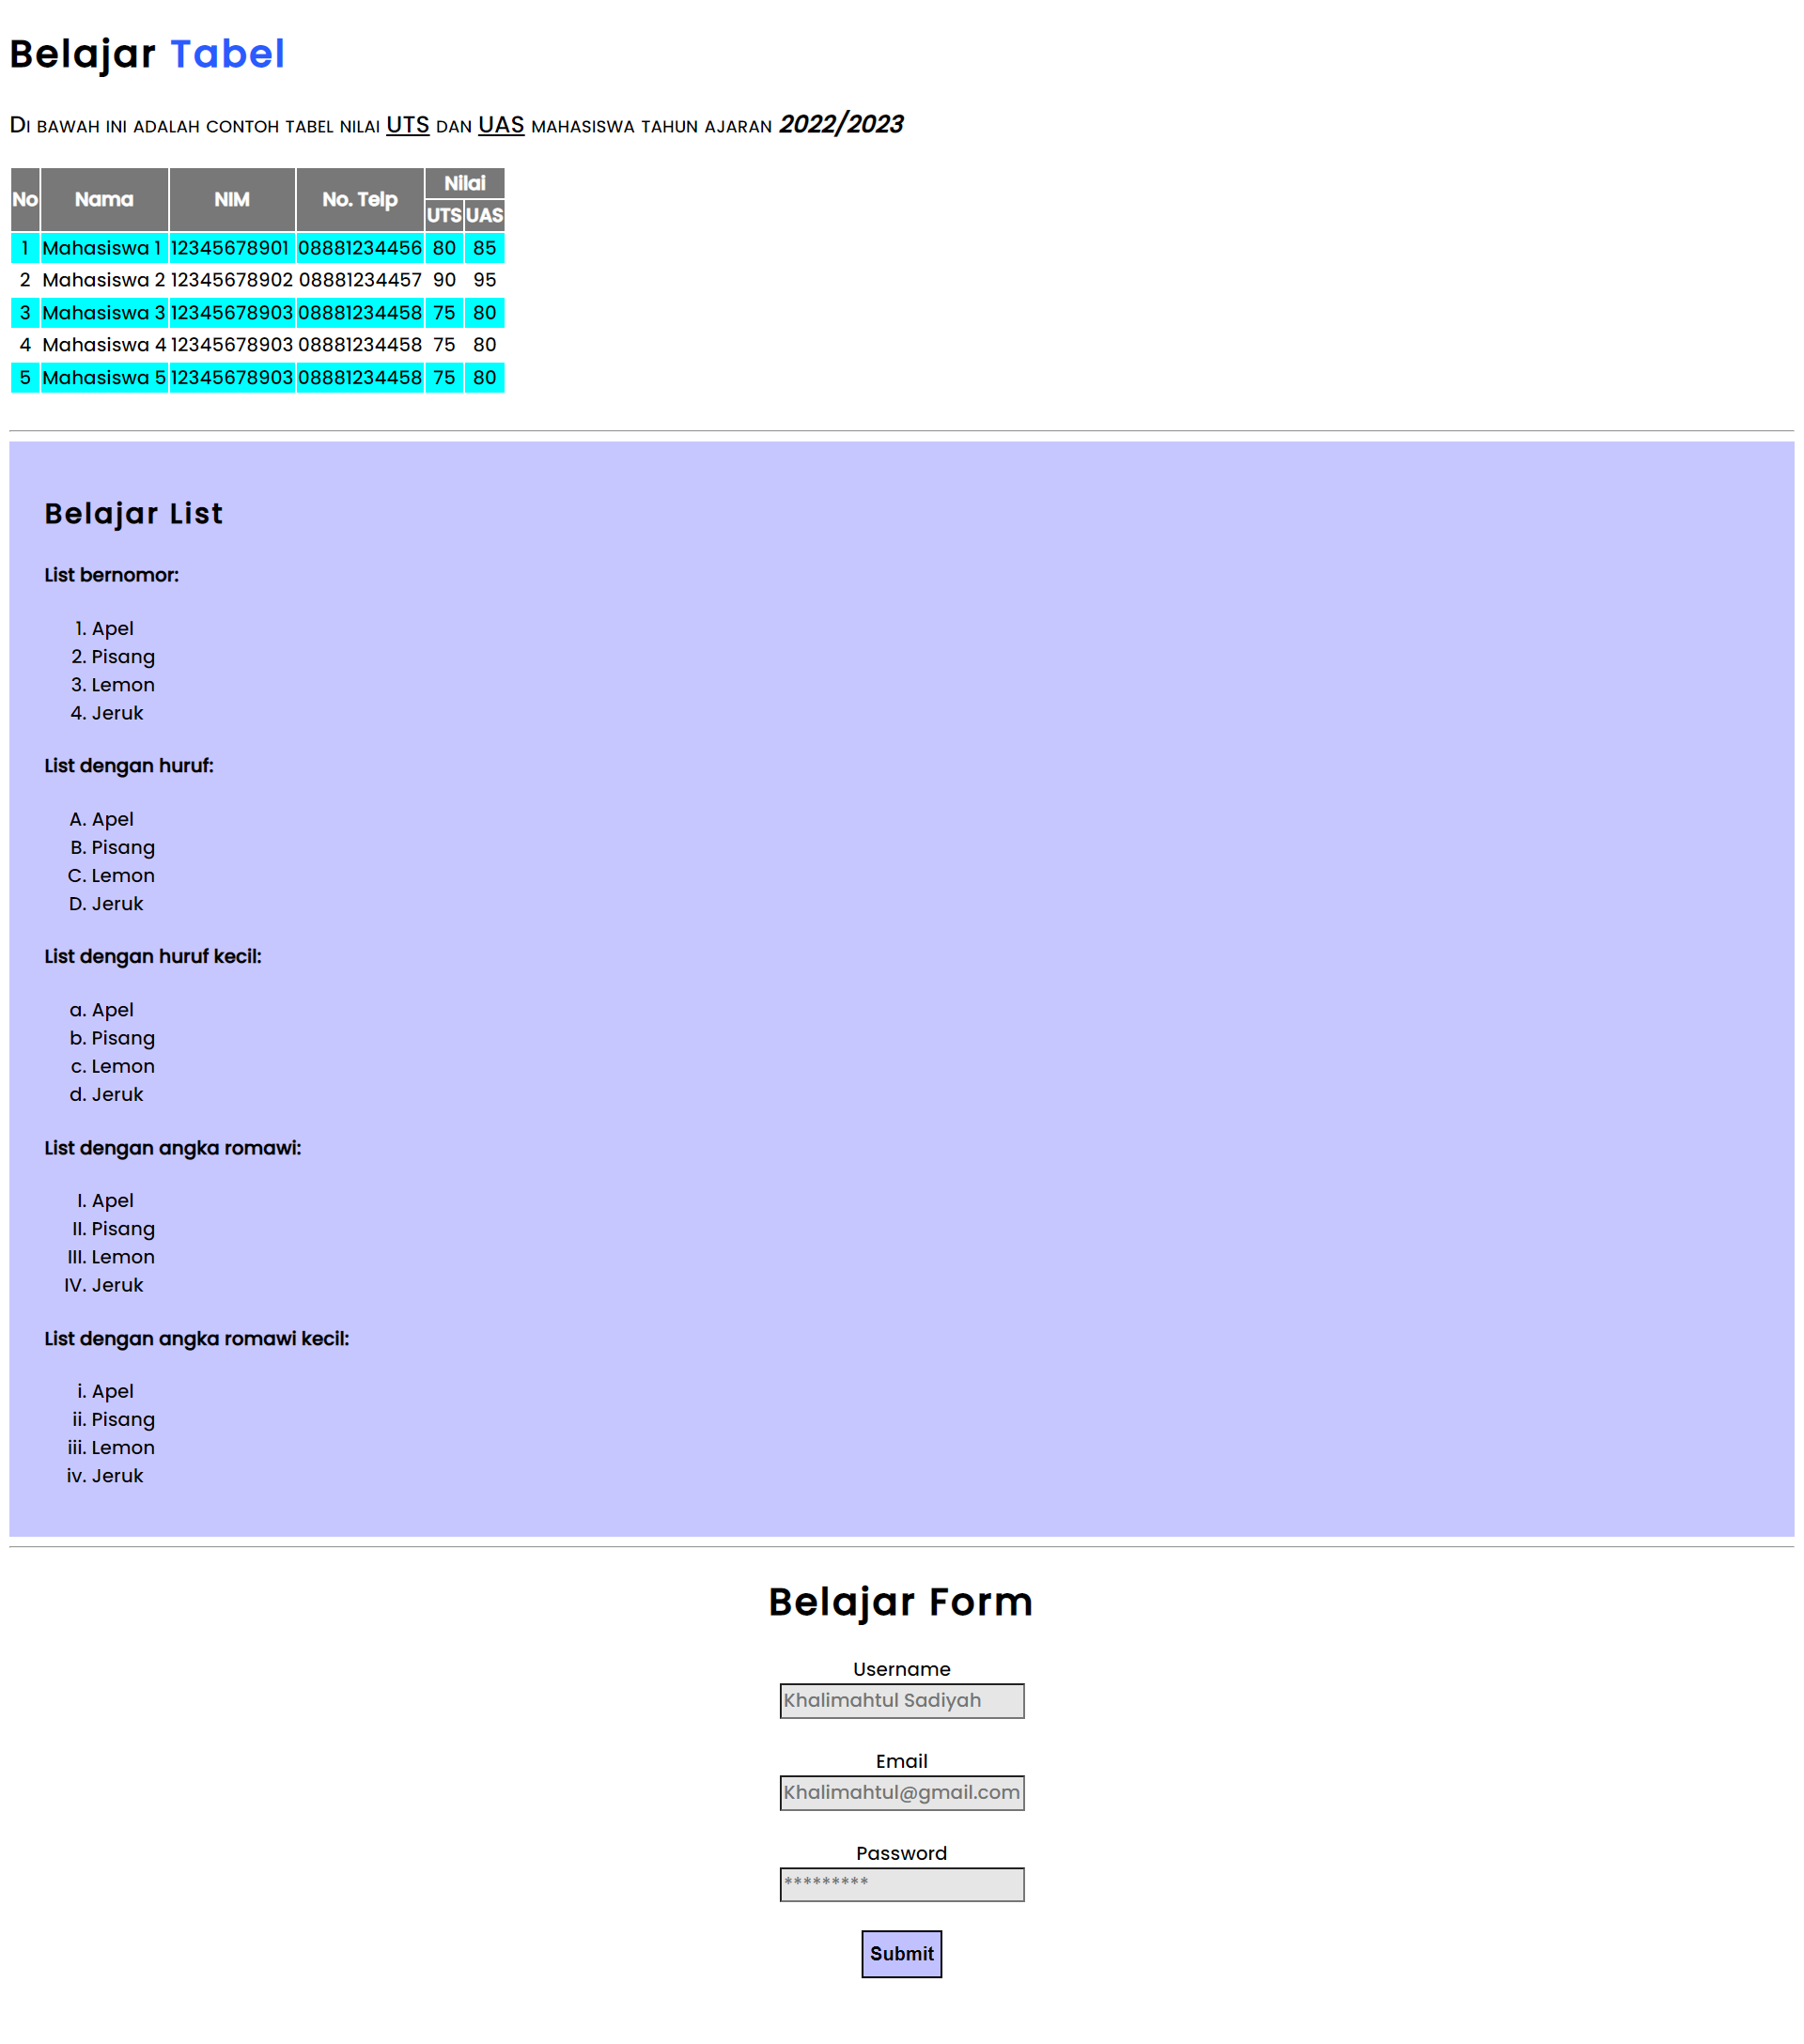 Belajar Tabel
Di bawah ini adalah contoh tabel nilai UTS dan UAS mahasiswa tahun ajaran 2022/2023
No Nama NIM No. Telp Nilai
UTS UAS
1 Mahasiswa 1 12345678901 08881234456 80 85
2 Mahasiswa 2 12345678902 08881234457 90 95
3 Mahasiswa 3 12345678903 08881234458 75 80
4 Mahasiswa 4 12345678903 08881234458 75 80
5 Mahasiswa 5 12345678903 08881234458 75 80
Belajar List
List bernomor:
1. Apel
2. Pisang
3. Lemon
4. Jeruk
List dengan huruf:
A. Apel
B. Pisang
C. Lemon
D. Jeruk
List dengan huruf kecil:
a. Apel
b. Pisang
c. Lemon
d. Jeruk
List dengan angka romawi:
I. Apel
II. Pisang
III. Lemon
IV. Jeruk
List dengan angka romawi kecil:
i. Apel
ii. Pisang
iii. Lemon
iv. Jeruk
Belajar Form
Username
Khalimahtul Sadiyah
Email
Khalimahtul@gmail.com
Password
*********
Submit